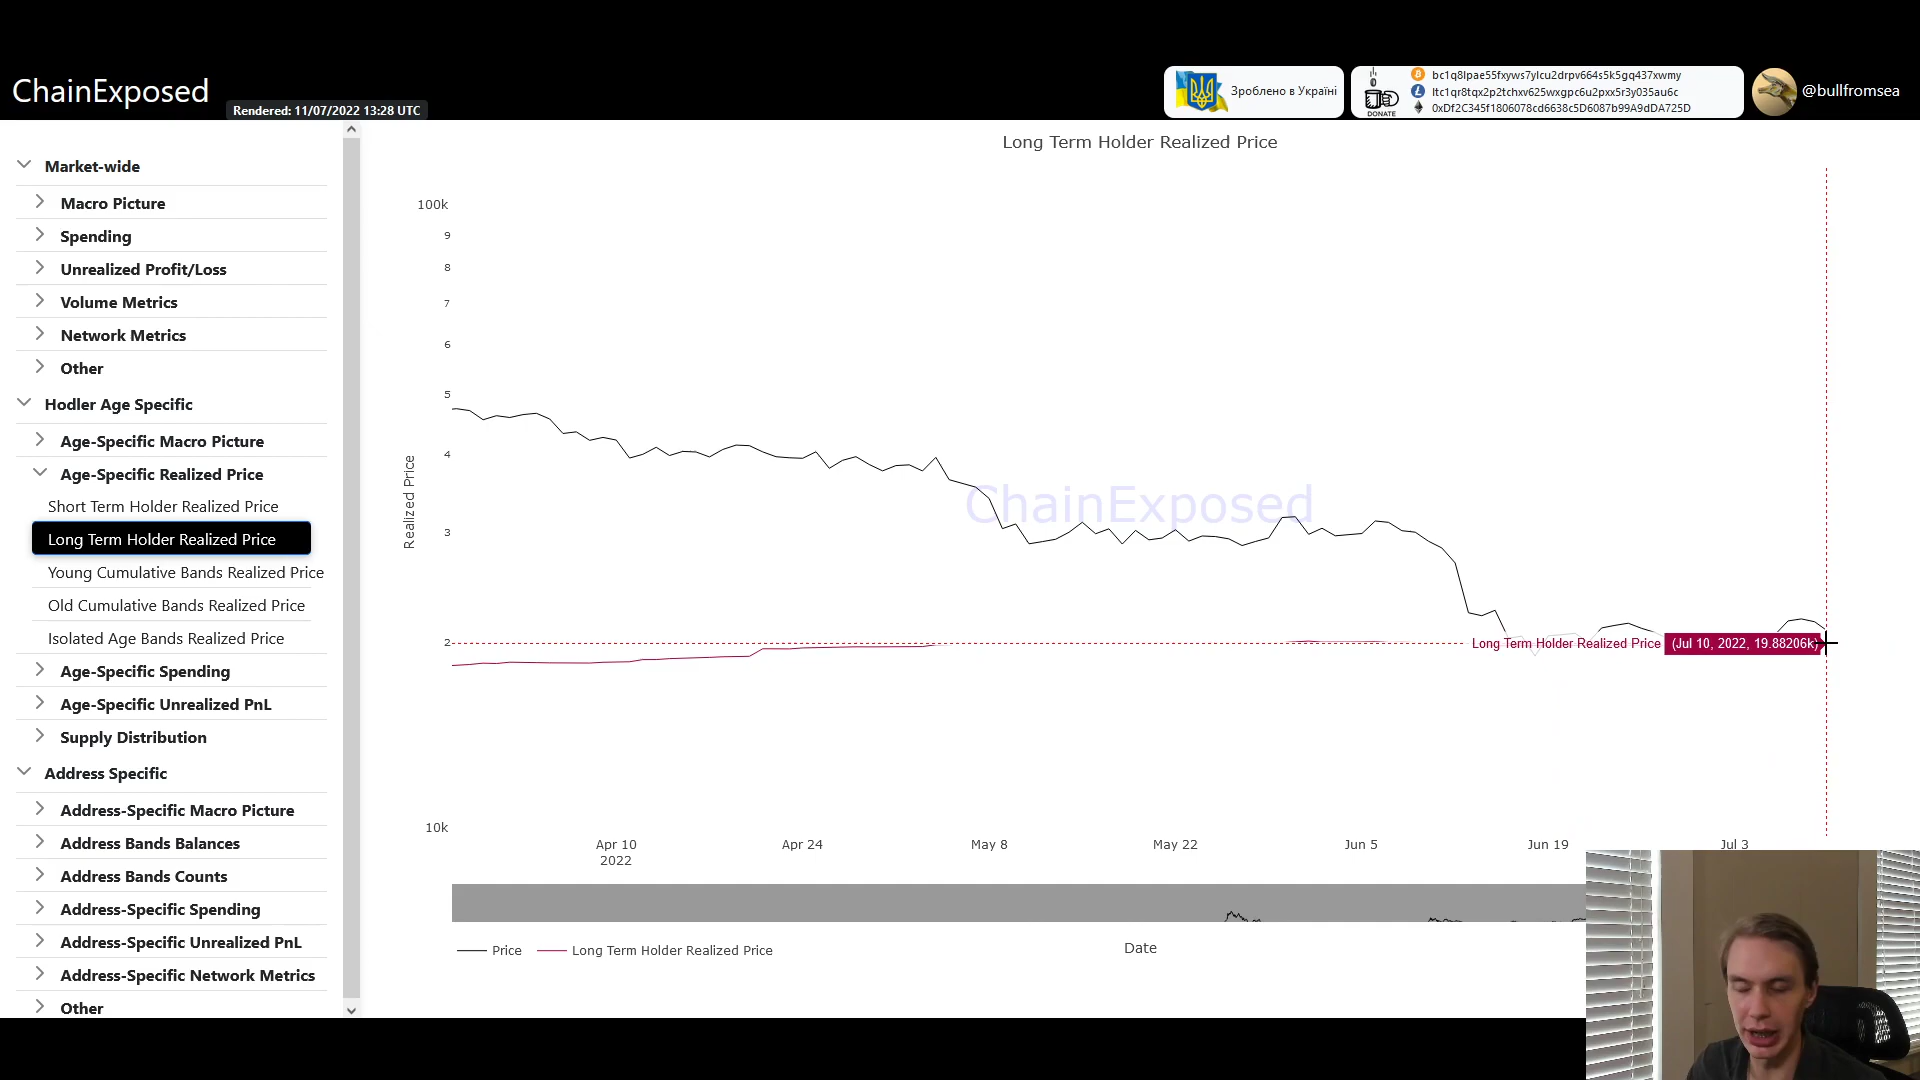 ChainExposed
Rendered: 11/07/2022 13:28 UTC
Зроблено в Україні
DONATE
bc1q8lpae55fxyws7ylcu2drpv664s5k5gq437xwmy
ltc1qr8tqx2p2tchxv625wxgpc6u2pxx5r3y035au6c
0xDf2C345f1806078cd6638c5D6087b99A9dDA725D
@bullfromsea
Market-wide
Macro Picture
Spending
Unrealized Profit/Loss
Volume Metrics
Network Metrics
Other
Hodler Age Specific
Age-Specific Macro Picture
Age-Specific Realized Price
Short Term Holder Realized Price
Long Term Holder Realized Price
Young Cumulative Bands Realized Price
Old Cumulative Bands Realized Price
Isolated Age Bands Realized Price
Age-Specific Spending
Age-Specific Unrealized PnL
Supply Distribution
Address Specific
Address-Specific Macro Picture
Address Bands Balances
Address Bands Counts
Address-Specific Spending
Address-Specific Unrealized PnL
Address-Specific Network Metrics
Other
Long Term Holder Realized Price
100k
9
8
7
6
5
4
3
2
10k
Realized Price
ChainExposed
Long Term Holder Realized Price (Jul 10, 2022, 19.88206k)
Apr 10 Apr 24 May 8 May 22 Jun 5 Jun 19 Jul 3
2022
Date
Price Long Term Holder Realized Price